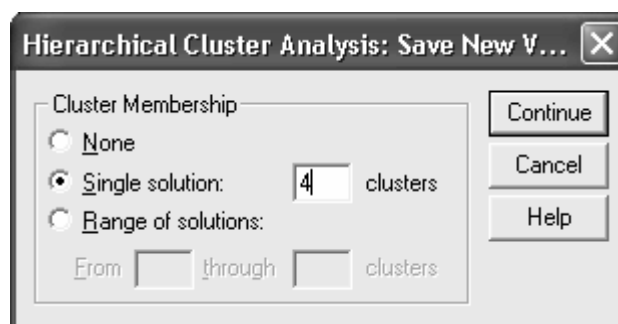 Hierarchical Cluster Analysis: Save New V...
Cluster Membership
None
Single solution: 4 clusters
Range of solutions:
From through clusters
Continue
Cancel
Help